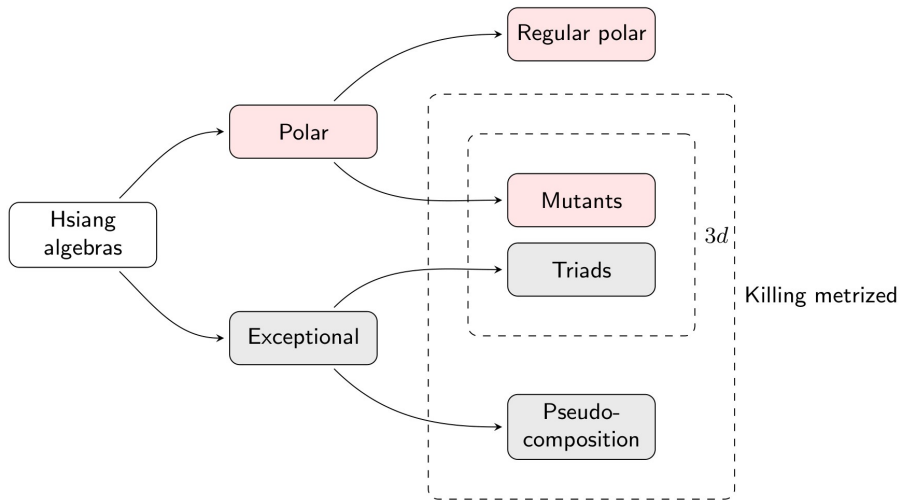 Regular polar
Polar
Mutants
Hsiang
algebras
3d
Triads
Killing metrized
Exceptional
Pseudo-
composition